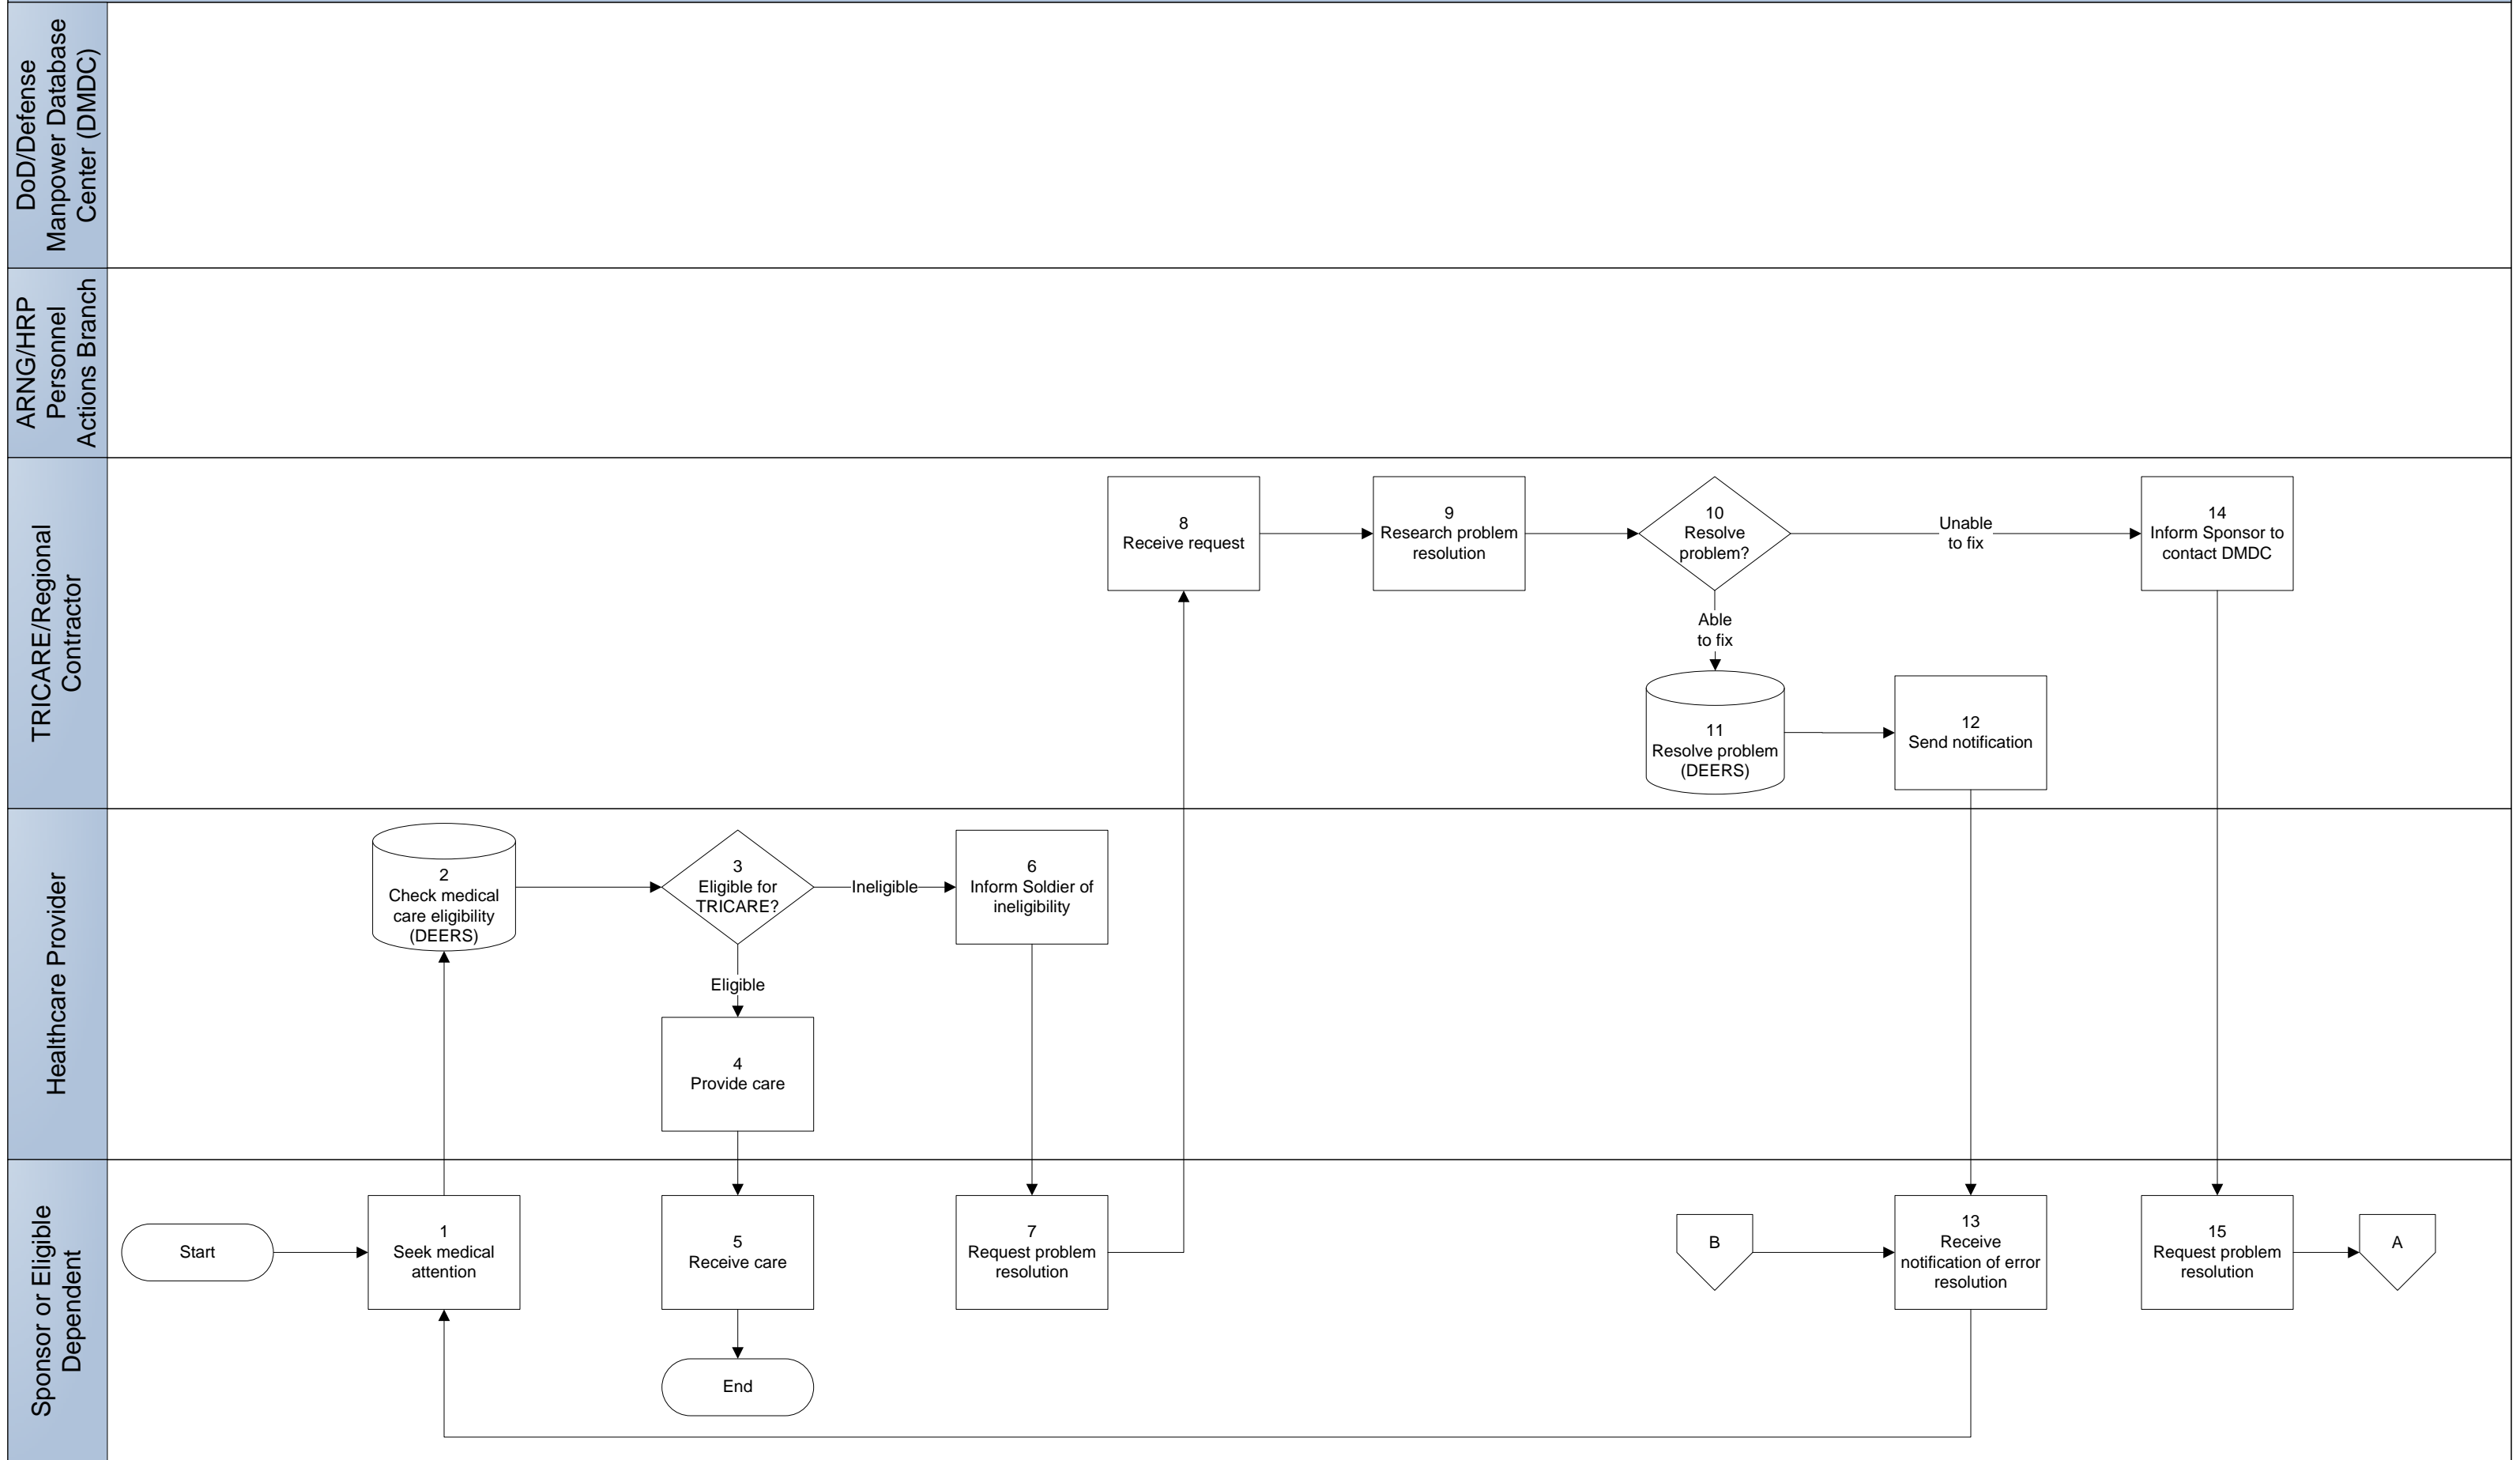 DoD/Defense
Manpower Database
Center (DMDC)
ARNG/HRP
Personnel
Actions Branch
TRICARE/Regional
Contractor
8
Receive request
9
Research problem
resolution
10
Resolve
problem?
Unable
to fix
14
Inform Sponsor to
contact DMDC
Able
to fix
11
Resolve problem
(DEERS)
12
Send notification
Healthcare Provider
2
Check medical
care eligibility
(DEERS)
3
Eligible for
TRICARE?
Ineligible
6
Inform Soldier of
ineligibility
Eligible
4
Provide care
Sponsor or Eligible
Dependent
Start
1
Seek medical
attention
5
Receive care
7
Request problem
resolution
B
13
Receive
notification of error
resolution
15
Request problem
resolution
A
End